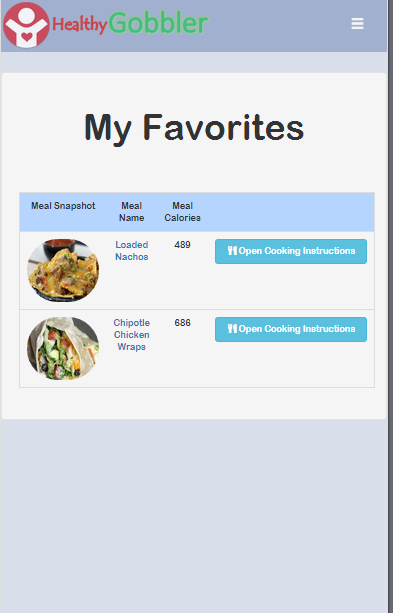 HealthyGobbler
My Favorites
Meal Snapshot
Meal
Name
Meal
Calories
Loaded
Nachos
489
Open Cooking Instructions
Chipotle
Chicken
Wraps
686
Open Cooking Instructions